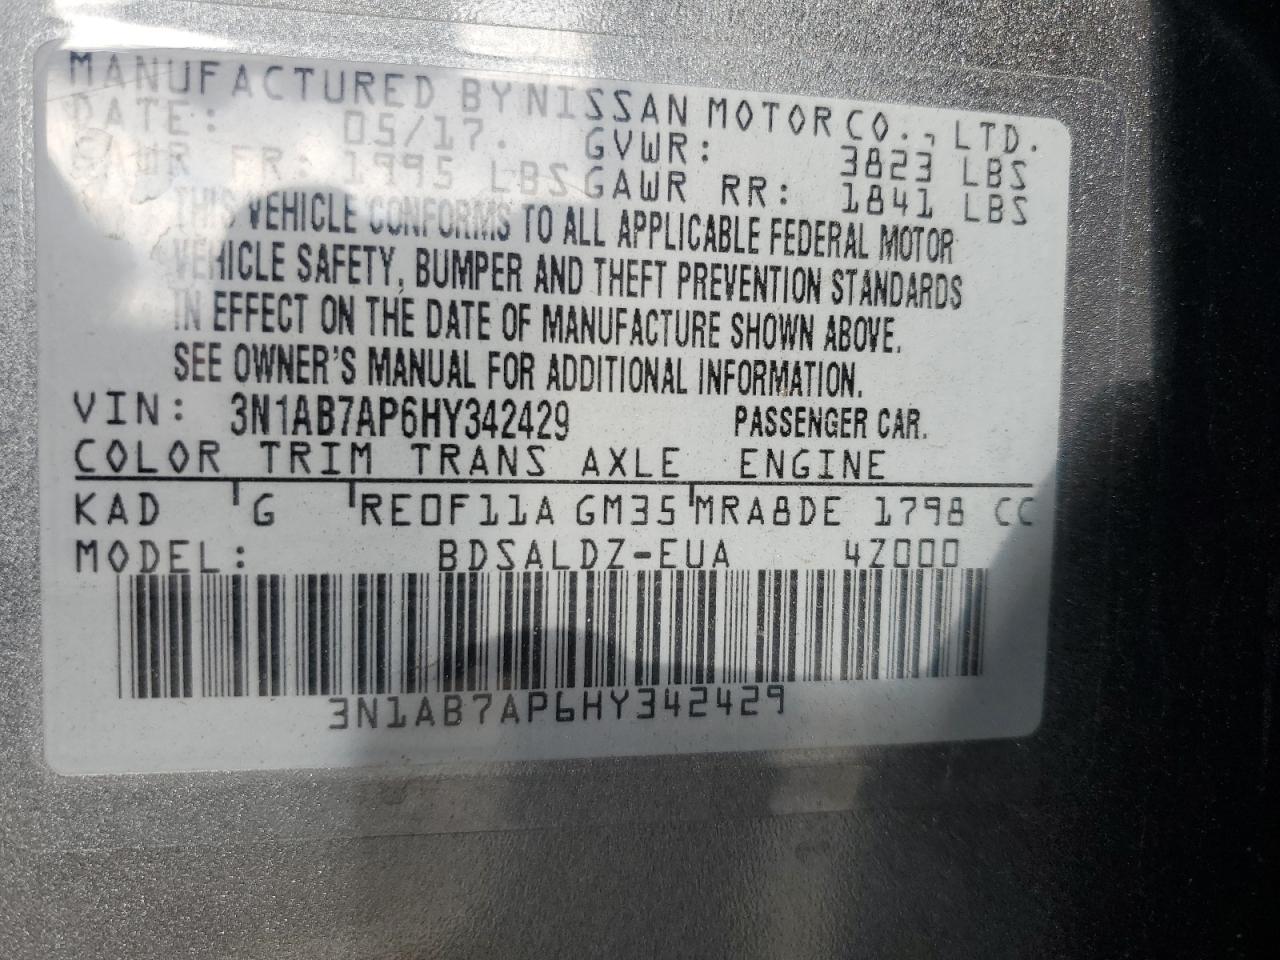 MANUFACTURED BY NISSAN MOTOR CO., LTD.
DATE: 05/17. GVWR: 3823 LBS
GAWR FR: 1995 LBS GAWR RR: 1841 LBS
THIS VEHICLE CONFORMS TO ALL APPLICABLE FEDERAL MOTOR
VEHICLE SAFETY, BUMPER AND THEFT PREVENTION STANDARDS
IN EFFECT ON THE DATE OF MANUFACTURE SHOWN ABOVE.
SEE OWNER'S MANUAL FOR ADDITIONAL INFORMATION.
VIN: 3N1AB7AP6HY342429 PASSENGER CAR.
COLOR TRIM TRANS AXLE ENGINE
KAD G RE0F11A GM35 MRA8DE 1798 CC
MODEL: BDSALDZ-EUA 4Z000
3N1AB7AP6HY342429